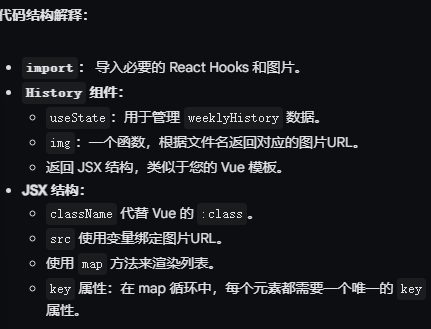 代码结构解释：
import： 导入必要的 React Hooks 和图片。
History 组件：
useState：用于管理 weeklyHistory 数据。
img：一个函数，根据文件名返回对应的图片URL。
返回 JSX 结构，类似于您的 Vue 模板。
JSX 结构：
className 代替 Vue 的 :class。
src 使用变量绑定图片URL。
使用 map 方法来渲染列表。
key 属性：在 map 循环中，每个元素都需要一个唯一的 key
属性。